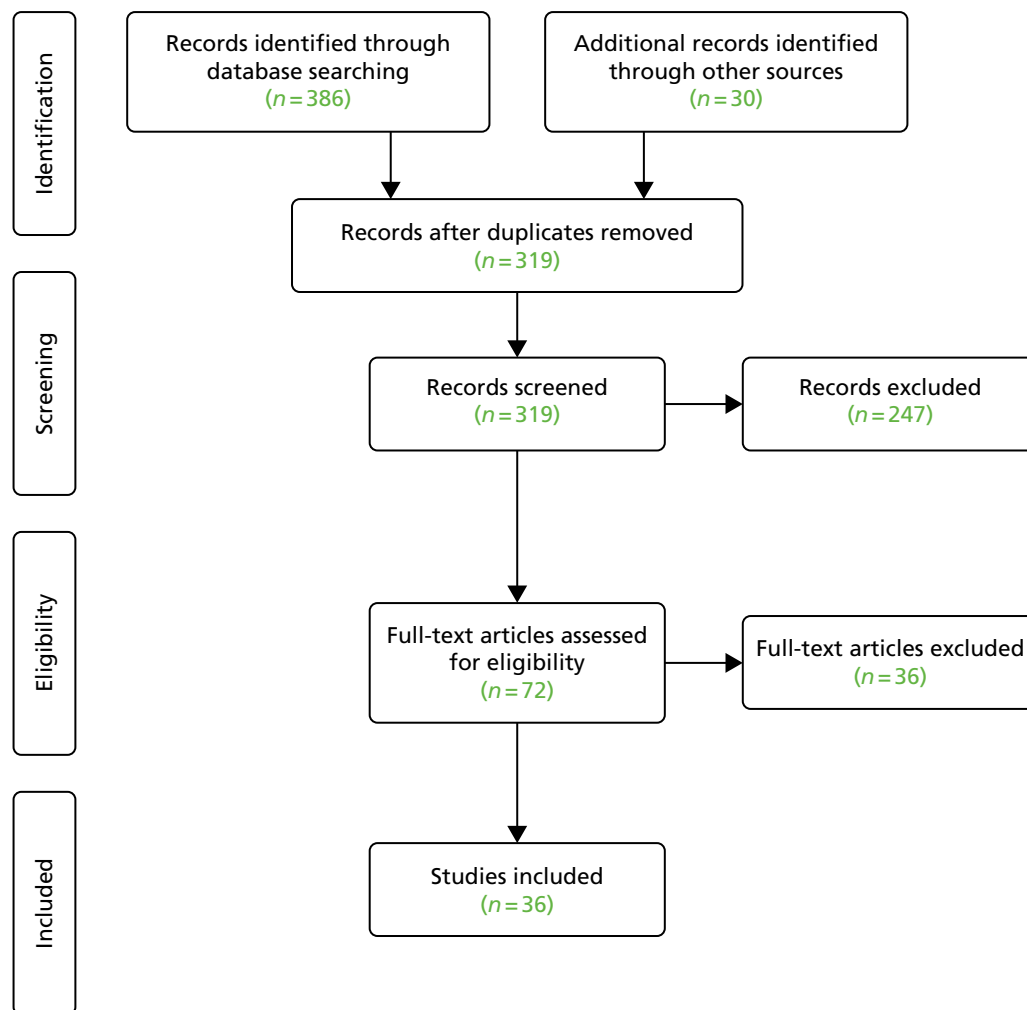 Identification
Records identified through
database searching
(n = 386)
Additional records identified
through other sources
(n = 30)
Records after duplicates removed
(n = 319)
Screening
Records screened
(n = 319)
Records excluded
(n = 247)
Eligibility
Full-text articles assessed
for eligibility
(n = 72)
Full-text articles excluded
(n = 36)
Included
Studies included
(n = 36)